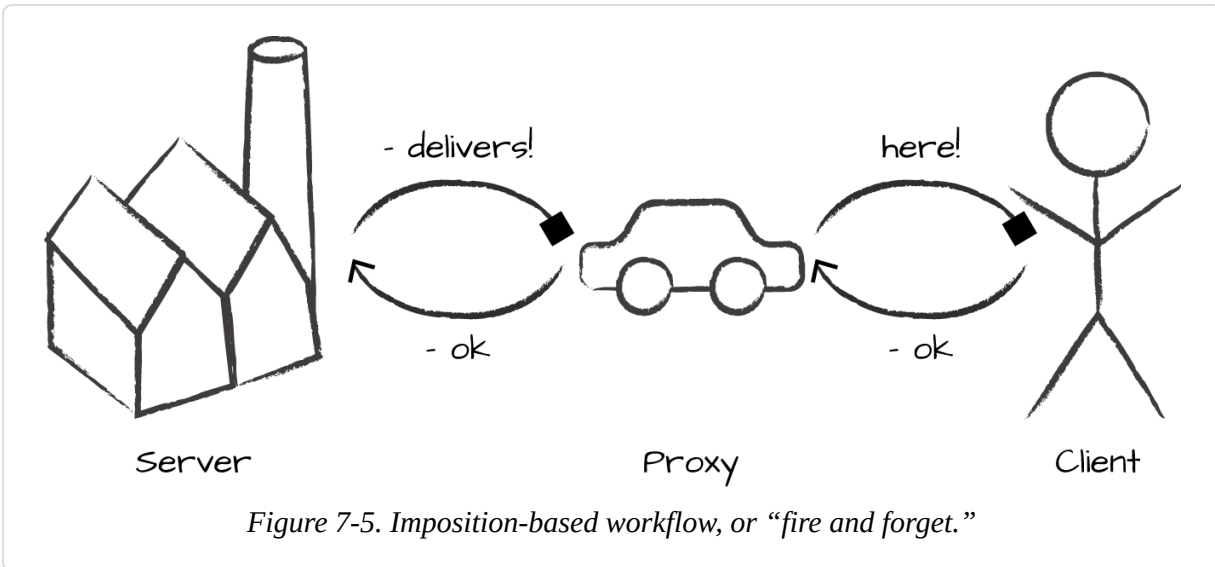 - delivers!
here!
- ok
- ok
Server
Proxy
Client
Figure 7-5. Imposition-based workflow, or “fire and forget.”